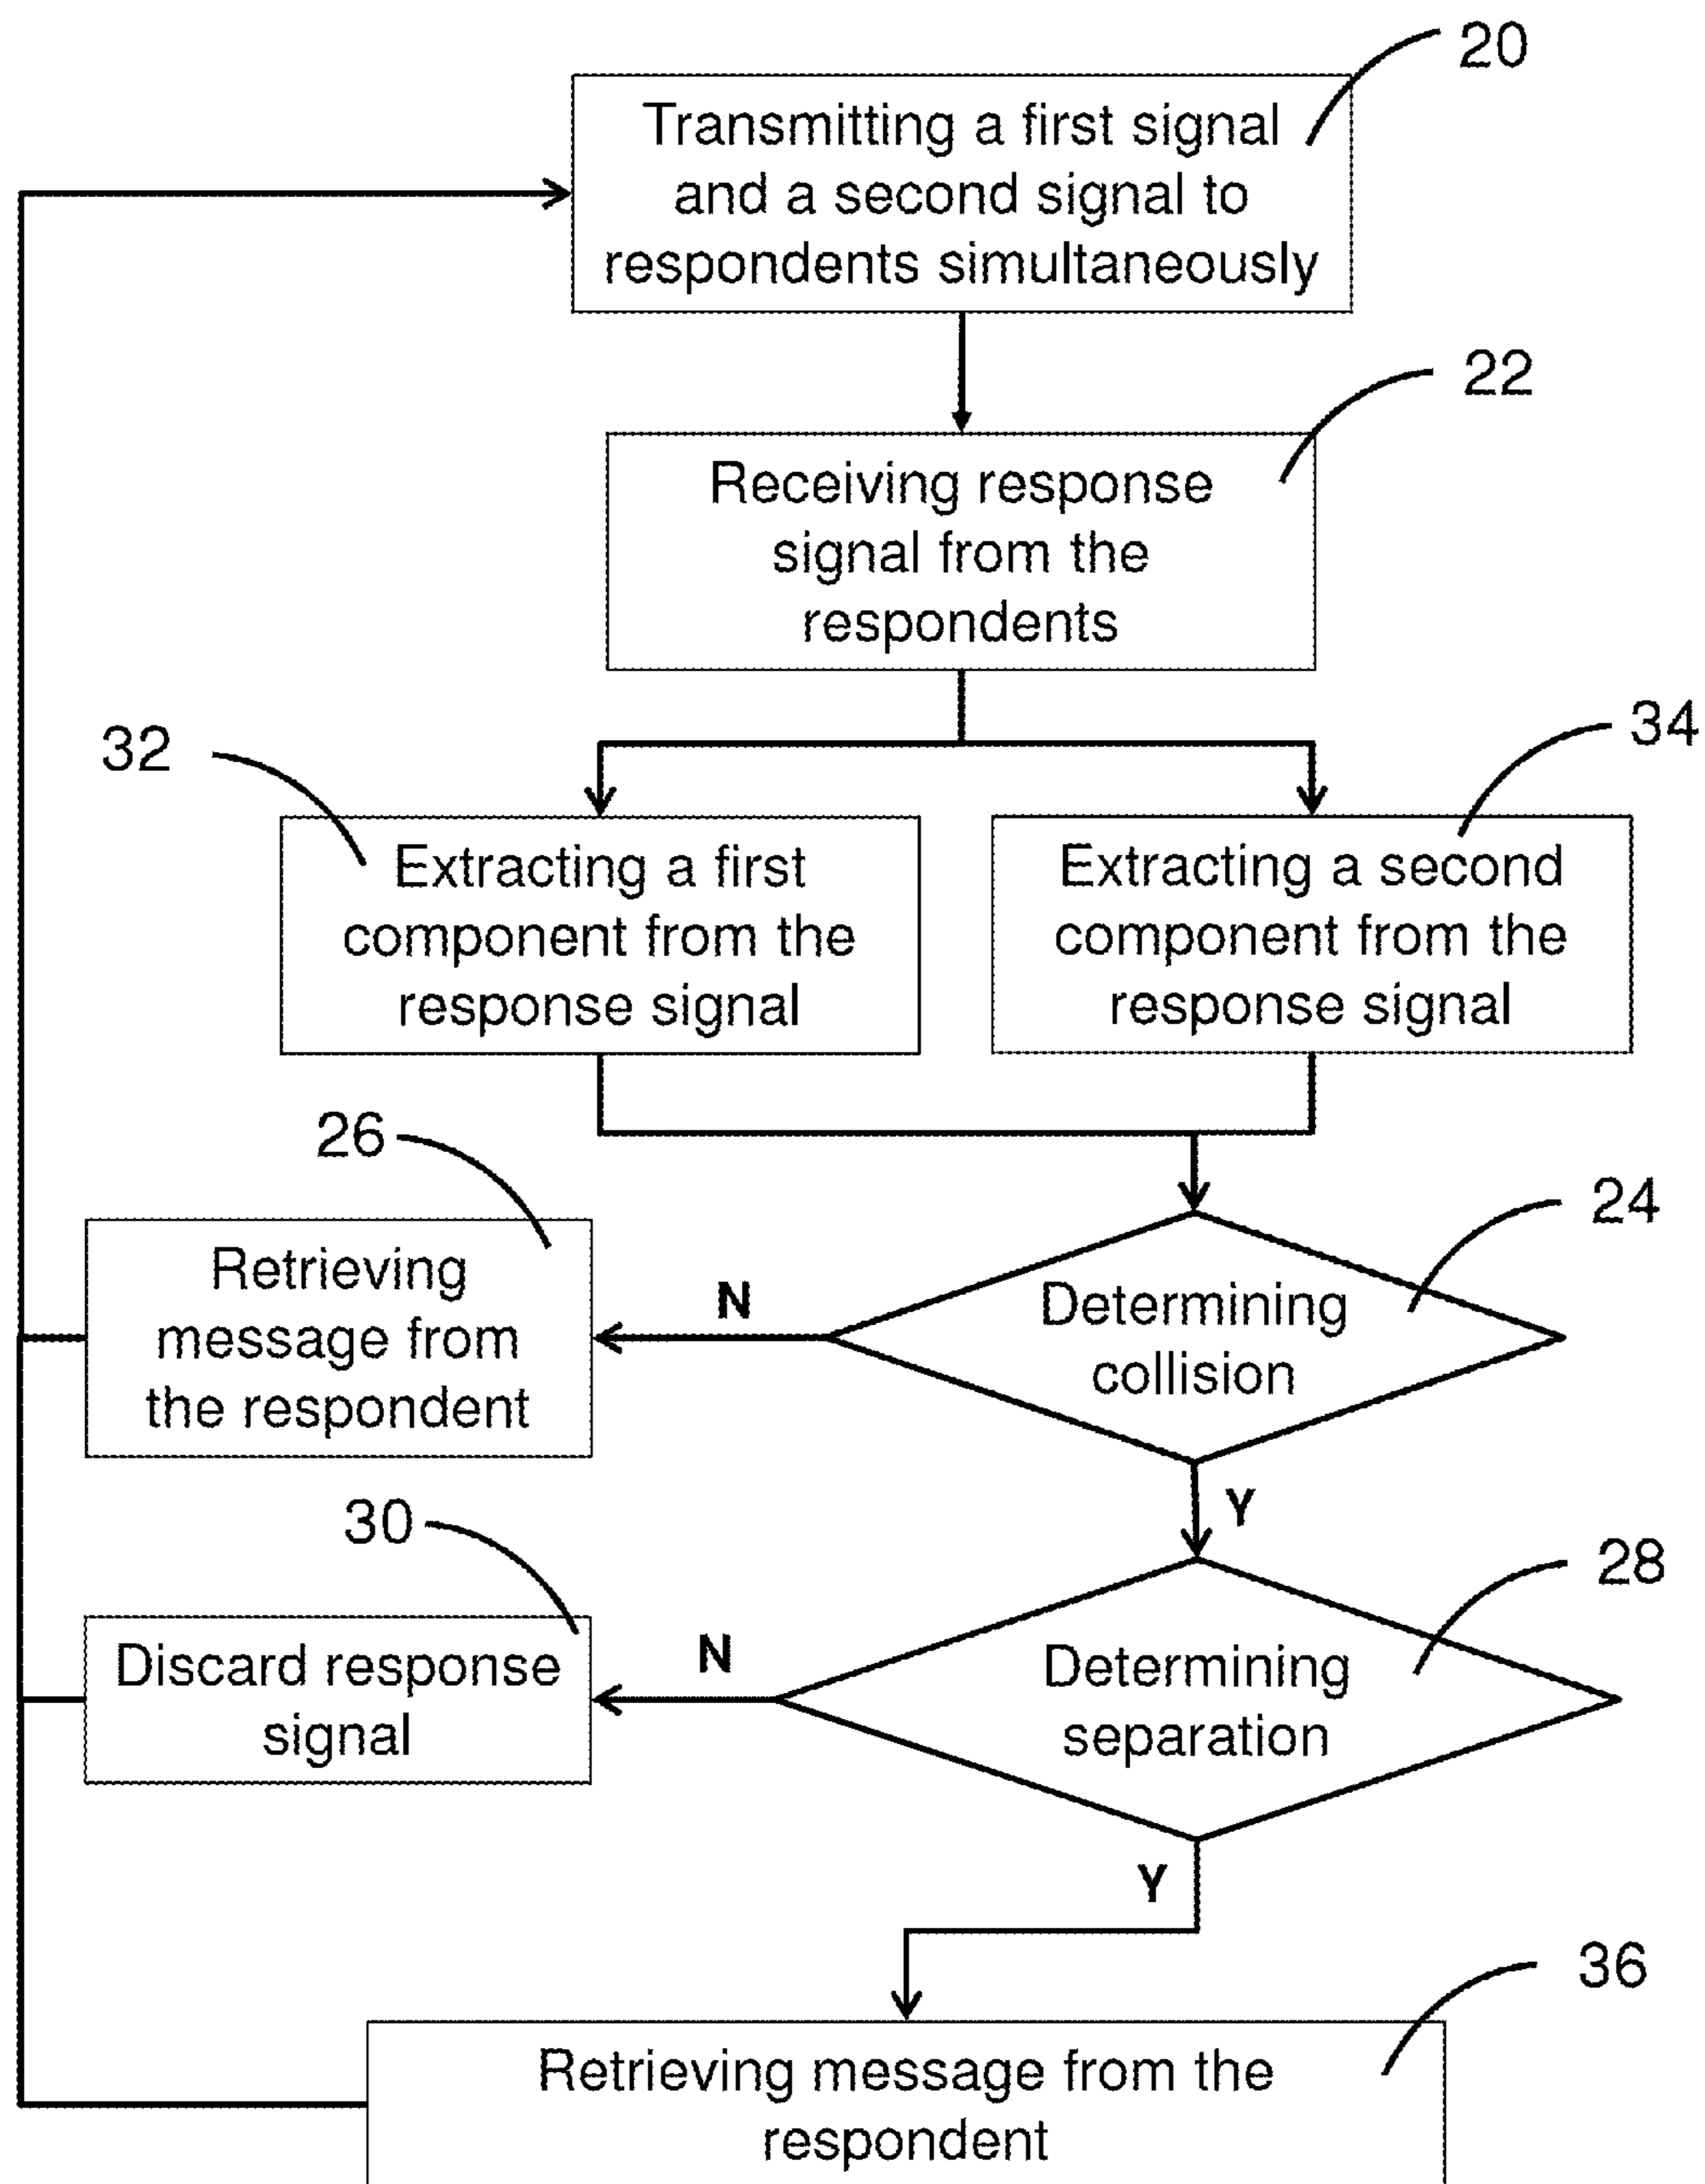 20
Transmitting a first signal
and a second signal to
respondents simultaneously
22
Receiving response
signal from the
respondents
32
34
Extracting a first
component from the
response signal
Extracting a second
component from the
response signal
26
24
Retrieving
message from
the respondent
N
Determining
collision
Y
30
28
Discard response
signal
N
Determining
separation
Y
36
Retrieving message from the
respondent